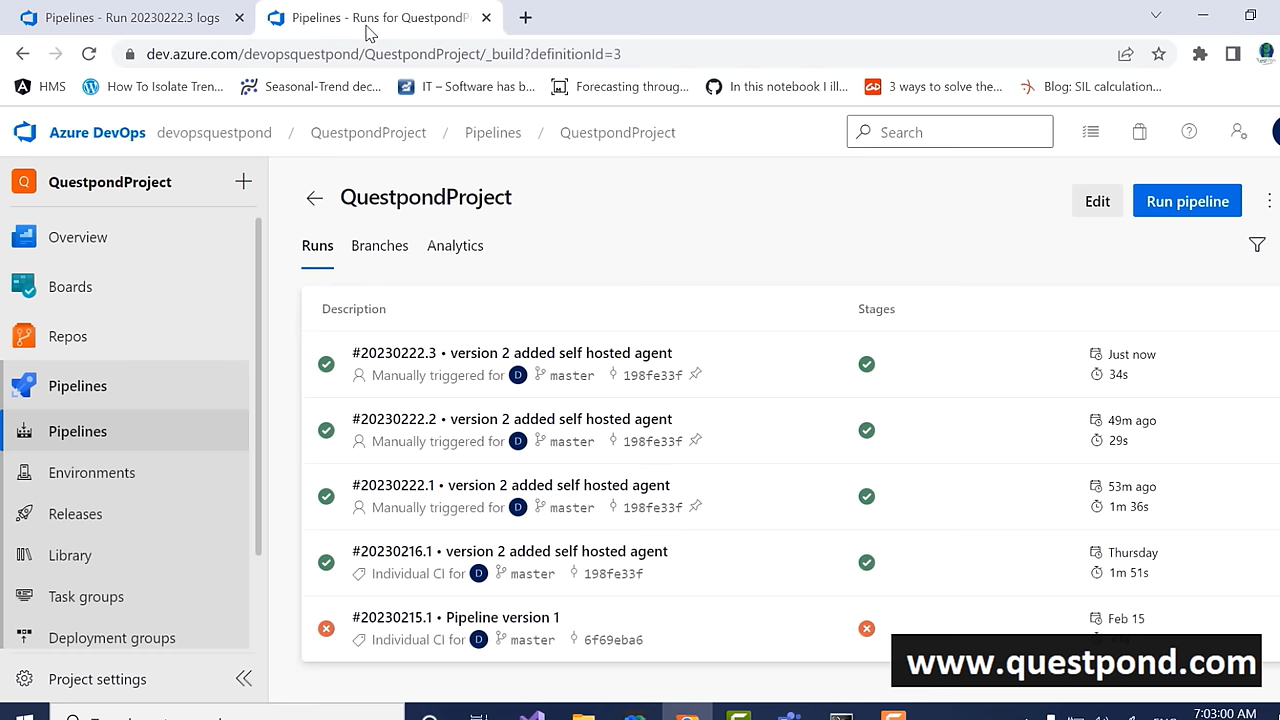 Pipelines - Run 20230222.3 logs
Pipelines - Runs for QuestpondP
dev.azure.com/devopsquestpond/QuestpondProject/_build?definitionId=3
HMS
How To Isolate Tren...
Seasonal-Trend dec...
IT – Software has b...
Forecasting throug...
In this notebook I ill...
3 ways to solve the...
Blog: SIL calculation...
Azure DevOps devopsquestpond / QuestpondProject / Pipelines / QuestpondProject
Search
Q QuestpondProject
Overview
Boards
Repos
Pipelines
Pipelines
Environments
Releases
Library
Task groups
Deployment groups
Project settings
QuestpondProject
Edit
Run pipeline
Runs Branches Analytics
Description Stages
#20230222.3 • version 2 added self hosted agent
Manually triggered for D master 198fe33f
Just now
34s
#20230222.2 • version 2 added self hosted agent
Manually triggered for D master 198fe33f
49m ago
29s
#20230222.1 • version 2 added self hosted agent
Manually triggered for D master 198fe33f
53m ago
1m 36s
#20230216.1 • version 2 added self hosted agent
Individual CI for D master 198fe33f
Thursday
1m 51s
#20230215.1 • Pipeline version 1
Individual CI for D master 6f69eba6
Feb 15
www.questpond.com
7:03:00 AM